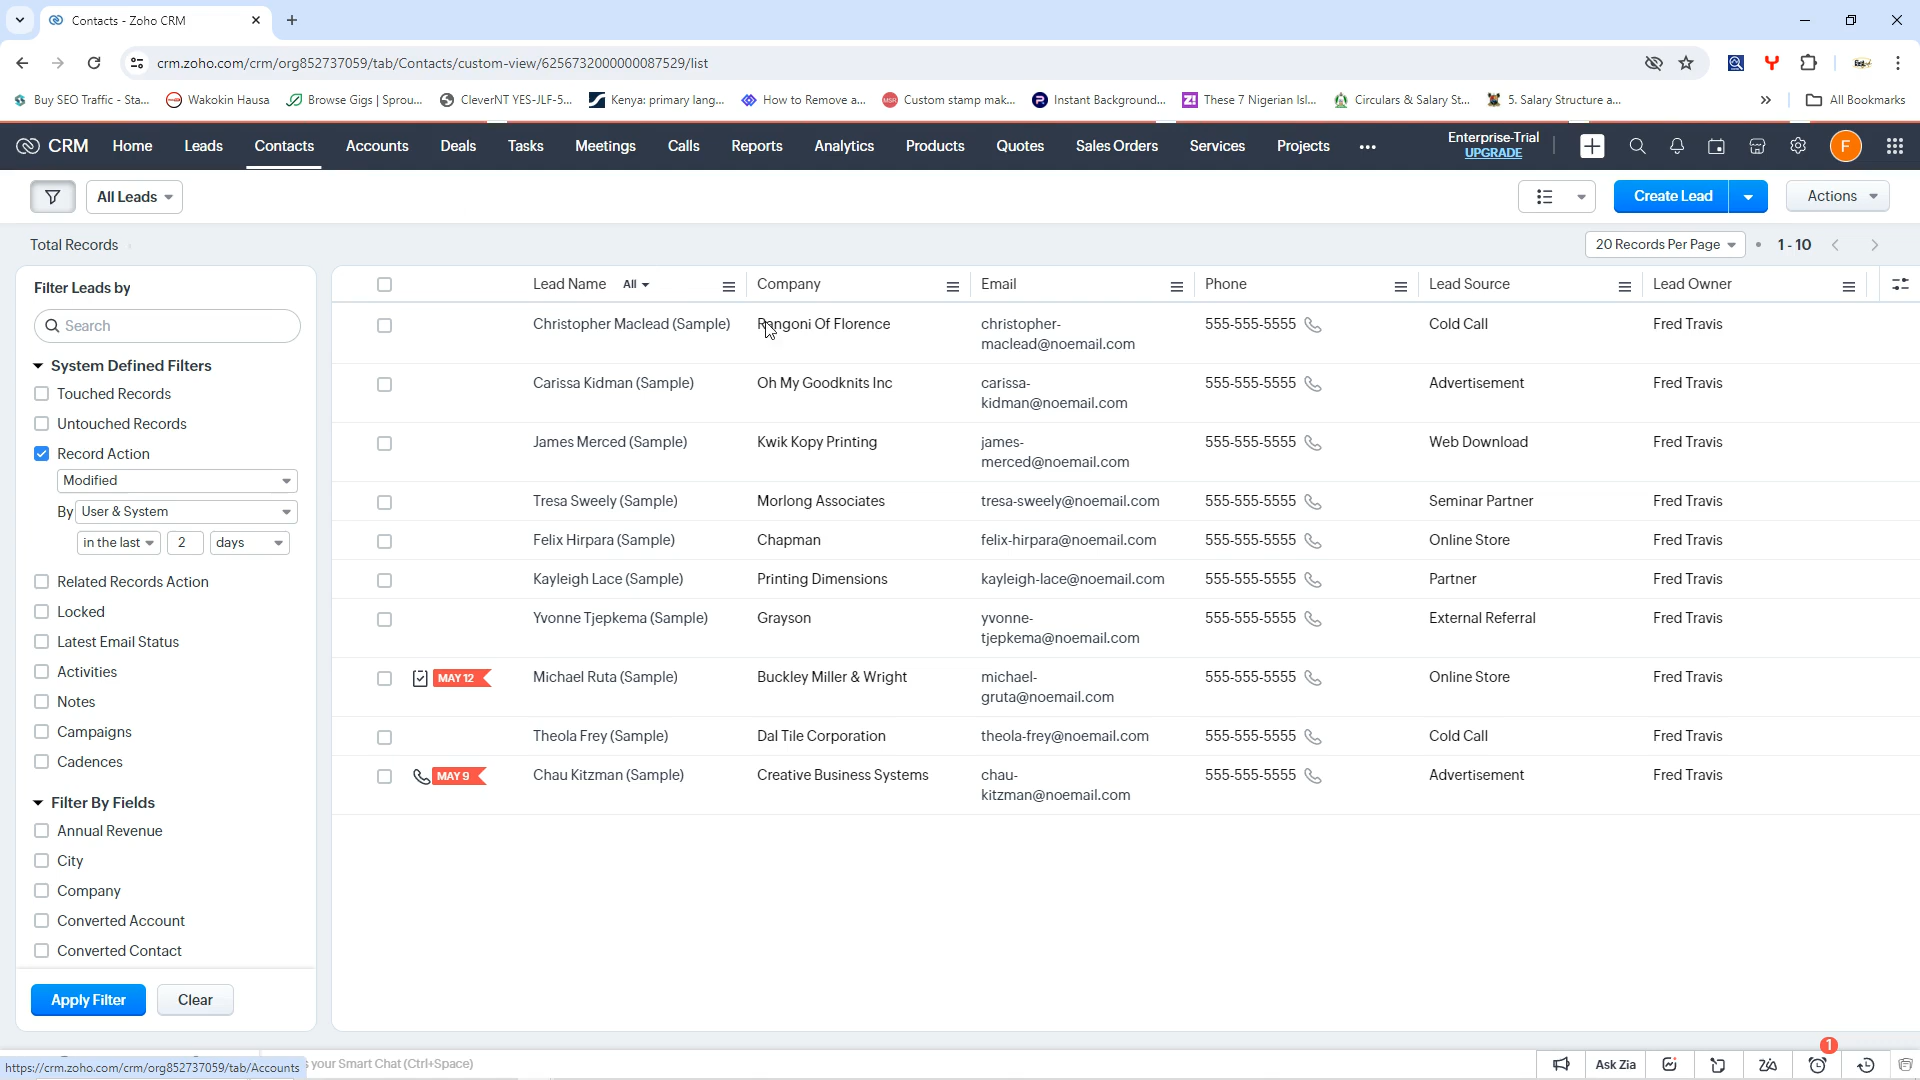 Contacts - Zoho CRM
crm.zoho.com/crm/org852737059/tab/Contacts/custom-view/6256732000000087529/list
Buy SEO Traffic - Sta...
Wakokin Hausa
Browse Gigs | Sprou...
CleverNT YES-JLF-5...
Kenya: primary lang...
How to Remove a...
Custom stamp mak...
Instant Background...
These 7 Nigerian Isl...
Circulars & Salary St...
5. Salary Structure a...
All Bookmarks
CRM
Home
Leads
Contacts
Accounts
Deals
Tasks
Meetings
Calls
Reports
Analytics
Products
Quotes
Sales Orders
Services
Projects
Enterprise-Trial
UPGRADE
F
All Leads
Create Lead
Actions
Total Records
20 Records Per Page
1 - 10
Filter Leads by
Search
System Defined Filters
Touched Records
Untouched Records
Record Action
Modified
By User & System
in the last 2 days
Related Records Action
Locked
Latest Email Status
Activities
Notes
Campaigns
Cadences
Filter By Fields
Annual Revenue
City
Company
Converted Account
Converted Contact
Apply Filter
Clear
Lead Name All Company Email Phone Lead Source Lead Owner
Christopher Maclead (Sample) Rangoni Of Florence christopher- 555-555-5555 Cold Call Fred Travis
maclead@noemail.com
Carissa Kidman (Sample) Oh My Goodknits Inc carissa- 555-555-5555 Advertisement Fred Travis
kidman@noemail.com
James Merced (Sample) Kwik Kopy Printing james- 555-555-5555 Web Download Fred Travis
merced@noemail.com
Tresa Sweely (Sample) Morlong Associates tresa-sweely@noemail.com 555-555-5555 Seminar Partner Fred Travis
Felix Hirpara (Sample) Chapman felix-hirpara@noemail.com 555-555-5555 Online Store Fred Travis
Kayleigh Lace (Sample) Printing Dimensions kayleigh-lace@noemail.com 555-555-5555 Partner Fred Travis
Yvonne Tjepkema (Sample) Grayson yvonne- 555-555-5555 External Referral Fred Travis
tjepkema@noemail.com
MAY 12 Michael Ruta (Sample) Buckley Miller & Wright michael- 555-555-5555 Online Store Fred Travis
gruta@noemail.com
Theola Frey (Sample) Dal Tile Corporation theola-frey@noemail.com 555-555-5555 Cold Call Fred Travis
MAY 9 Chau Kitzman (Sample) Creative Business Systems chau- 555-555-5555 Advertisement Fred Travis
kitzman@noemail.com
https://crm.zoho.com/crm/org852737059/tab/Accounts
your Smart Chat (Ctrl+Space)
Ask Zia
1